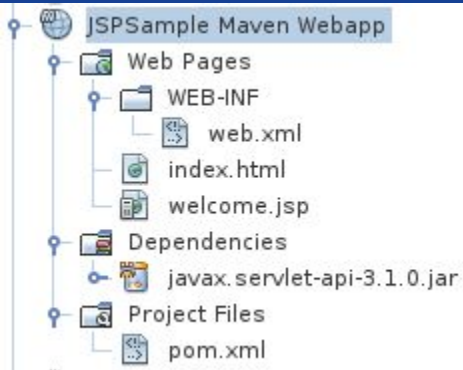 JSPSample Maven Webapp
Web Pages
WEB-INF
web.xml
index.html
welcome.jsp
Dependencies
javax.servlet-api-3.1.0.jar
Project Files
pom.xml